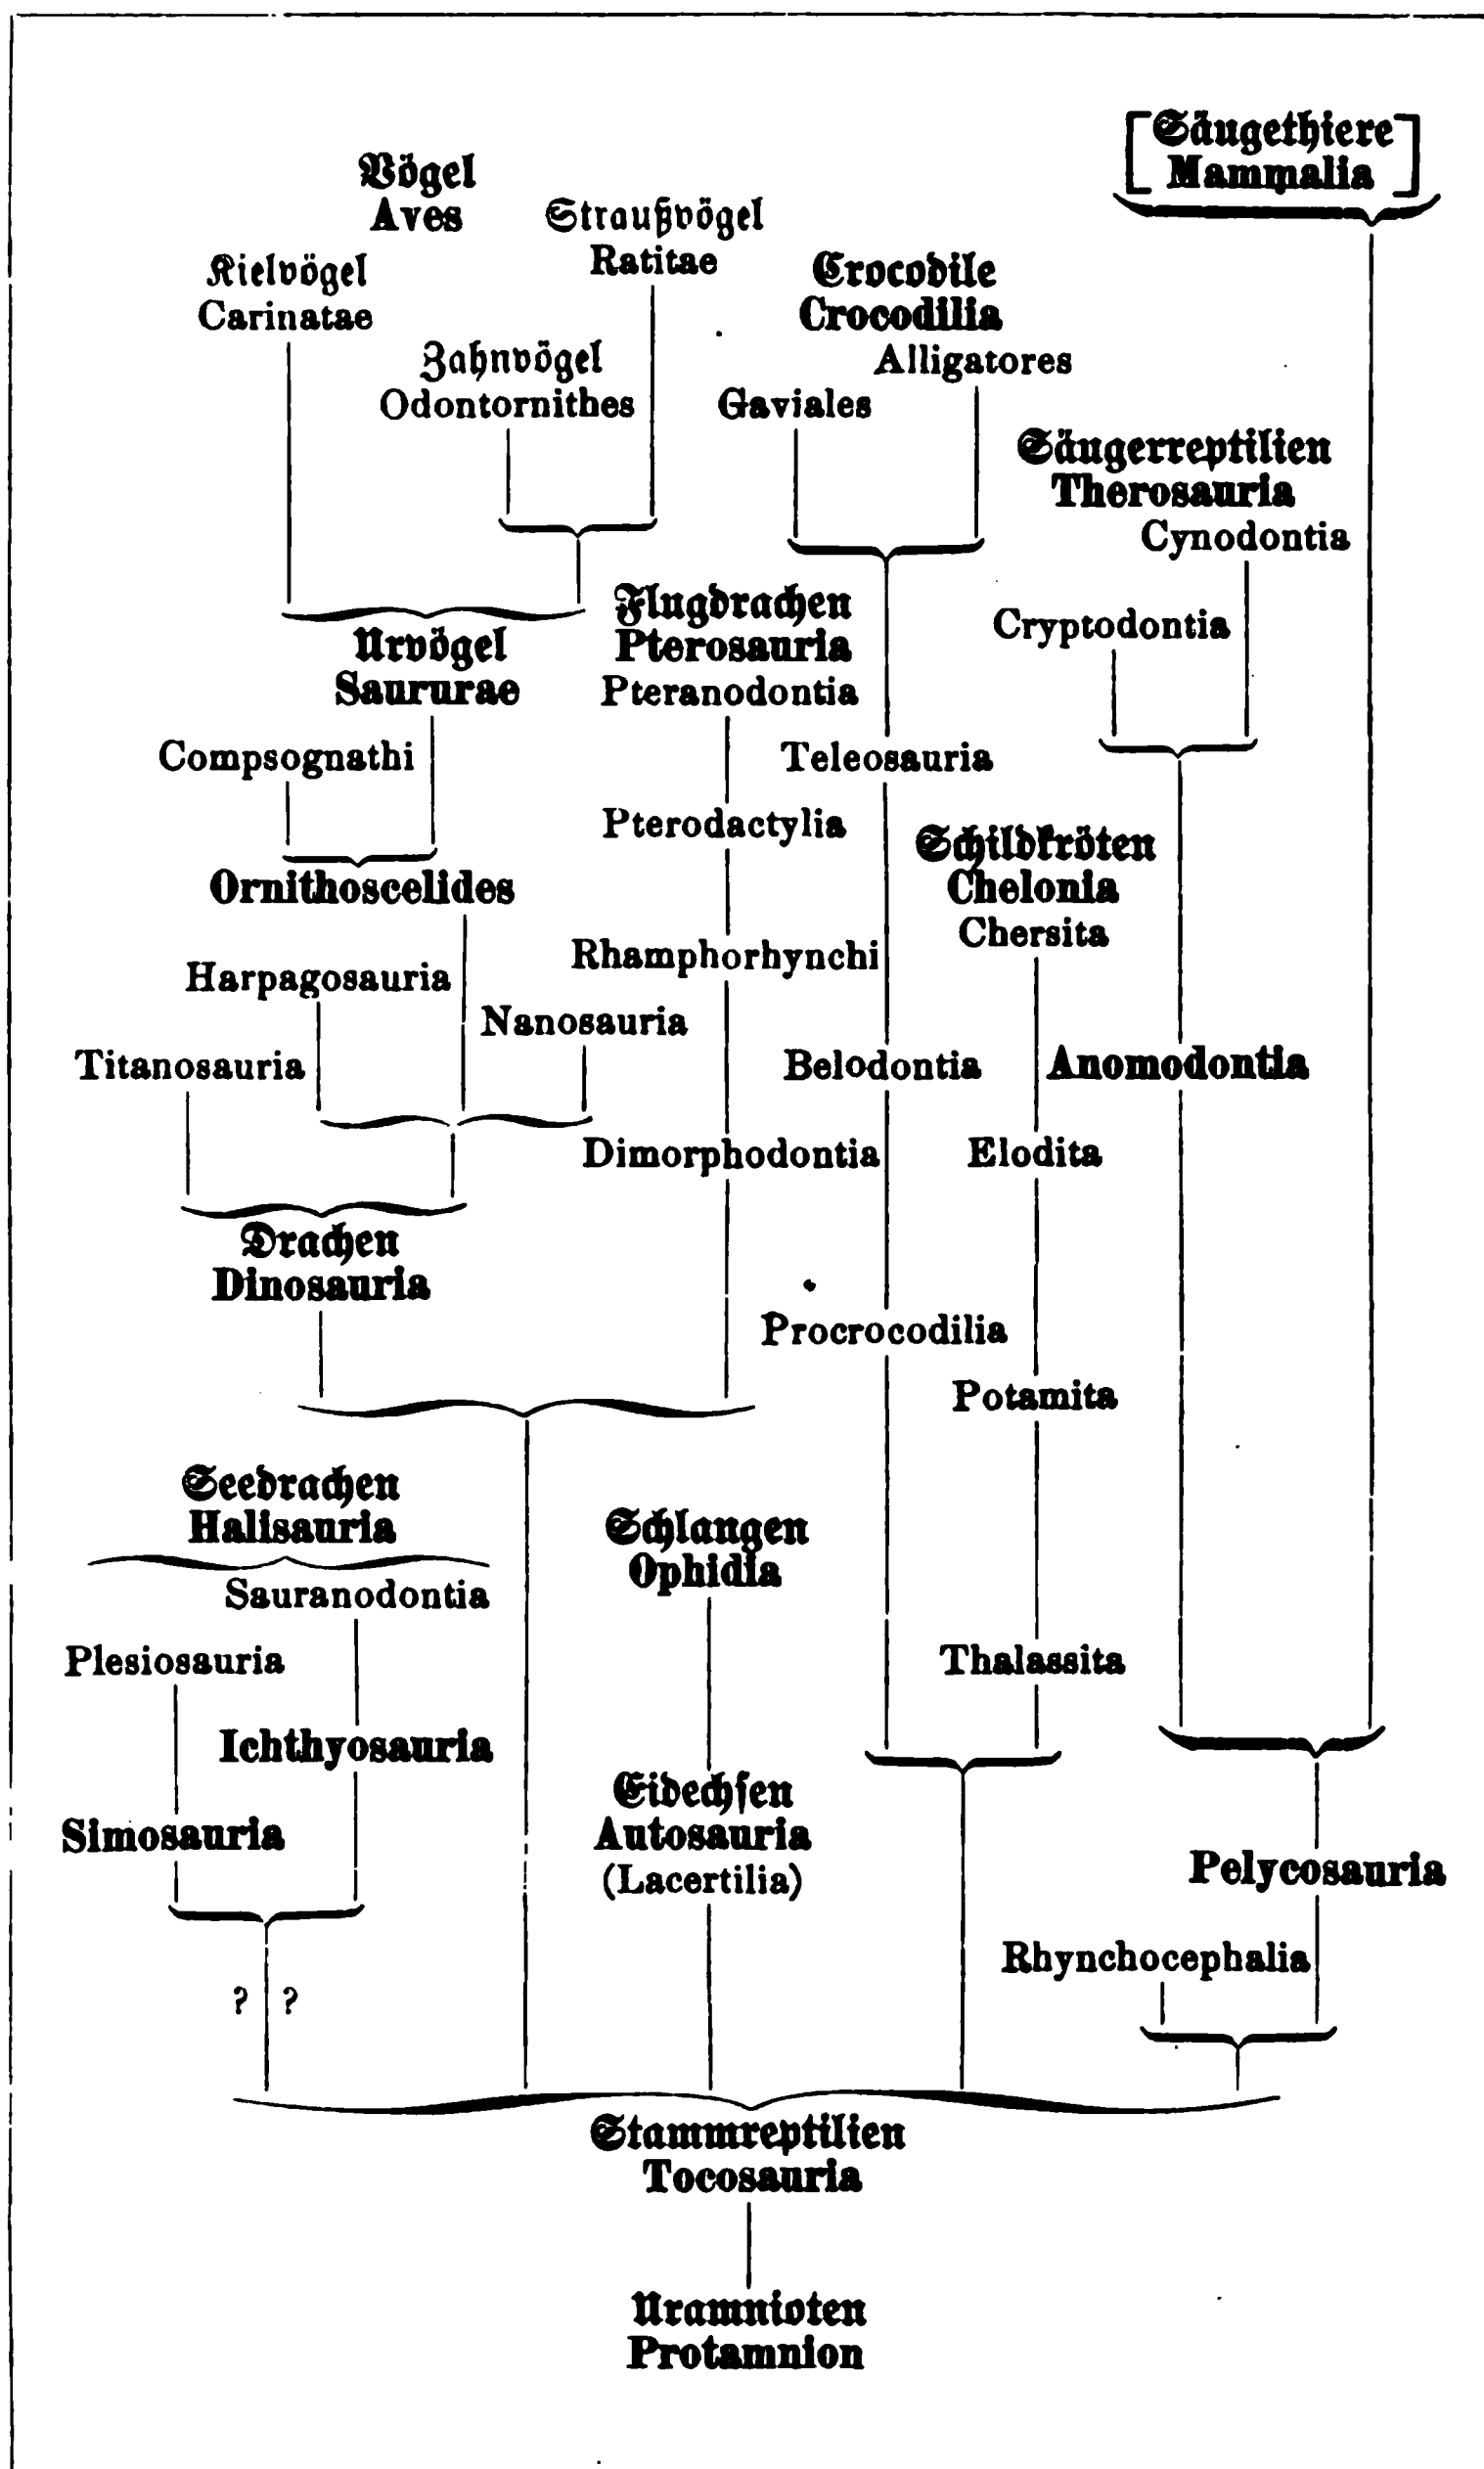 Säugethiere
Mammalia
Vögel
Aves
Straußvögel
Ratitae
Kielvögel
Carinatae
Crocodile
Crocodilia
Zahnvögel
Odontornithes
Alligatores
Gaviales
Säugerreptilien
Therosauria
Cynodontia
Flugdrachen
Pterosauria
Pteranodontia
Cryptodontia
Urvögel
Saururae
Compsognathi
Teleosauria
Pterodactylia
Schildkröten
Chelonia
Chersita
Ornithoscelides
Rhamphorhynchi
Harpagosauria
Nanosauria
Titanosauria
Belodontia
Anomodontia
Dimorphodontia
Elodita
Drachen
Dinosauria
Procrocodilia
Potamita
Seedrachen
Halisauria
Schlangen
Ophidia
Sauranodontia
Plesiosauria
Thalassita
Ichthyosauria
Eidechsen
Autosauria
(Lacertilia)
Simosauria
Pelycosauria
Rhynchocephalia
? ?
Stammreptilien
Tocosauria
Uramnioten
Protamnion